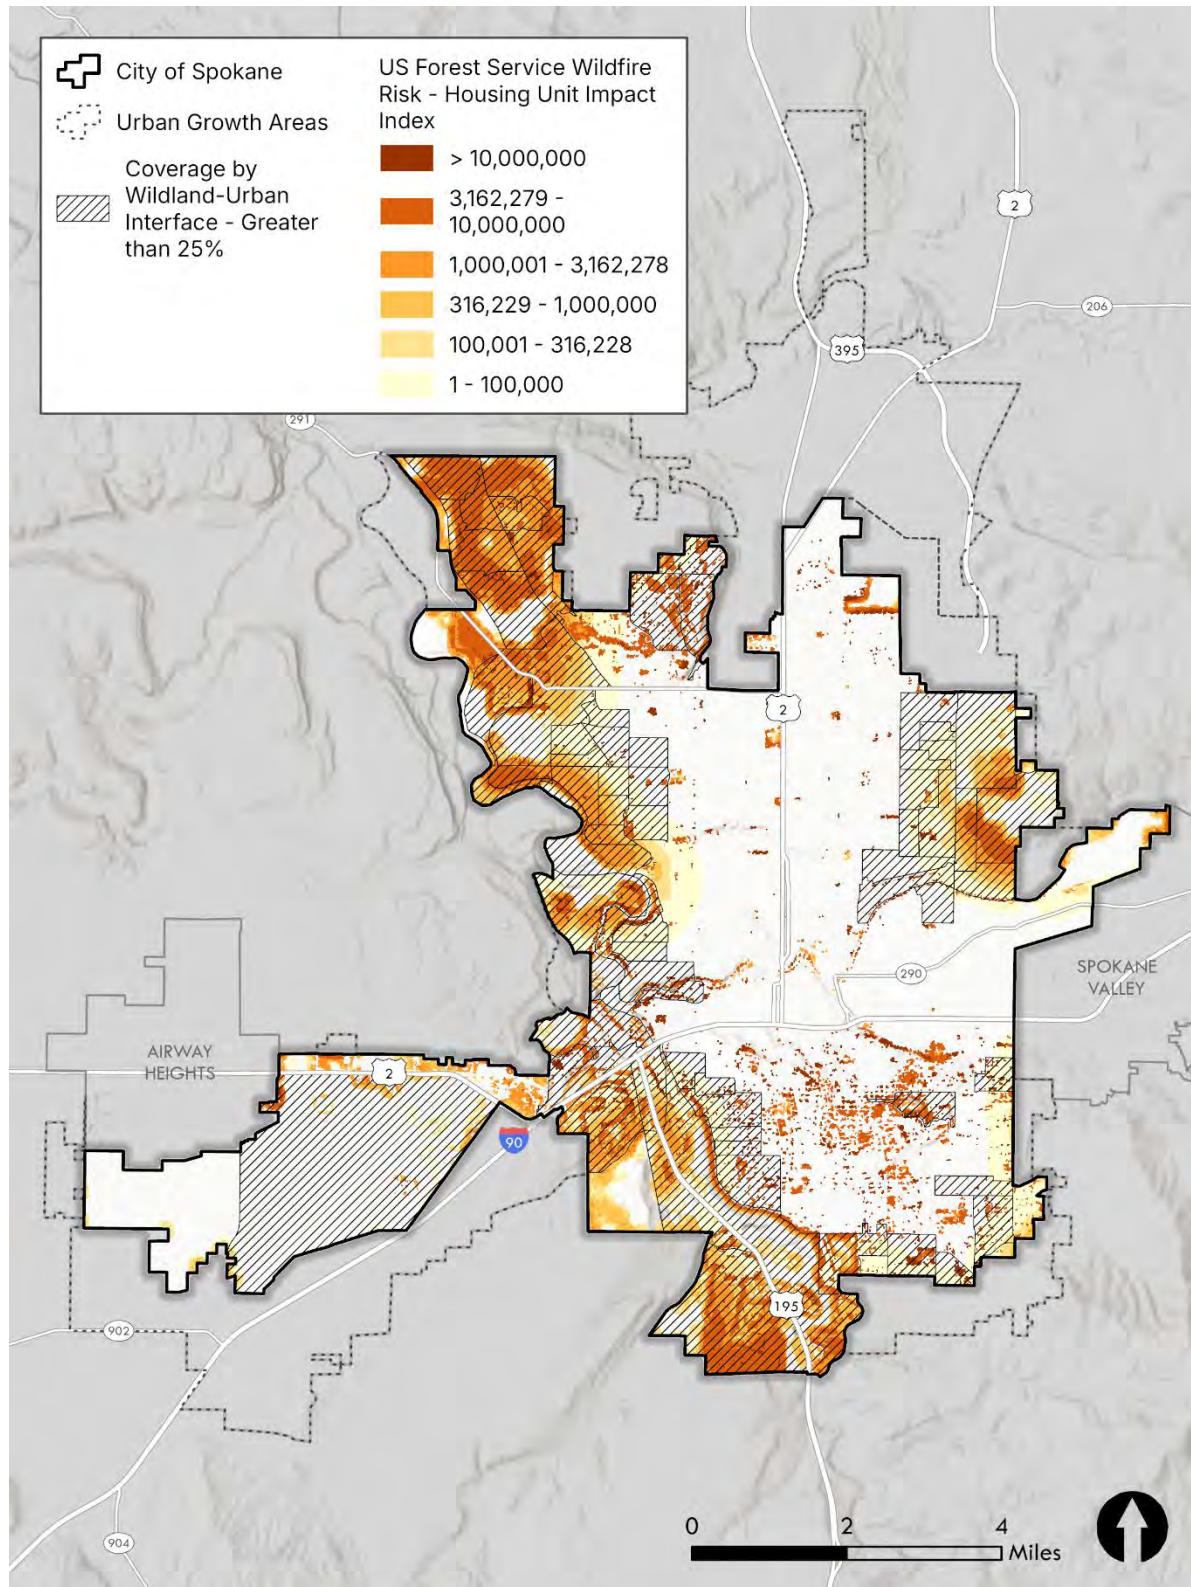 City of Spokane
Urban Growth Areas
Coverage by
Wildland-Urban
Interface - Greater
than 25%
US Forest Service Wildfire
Risk - Housing Unit Impact
Index
> 10,000,000
3,162,279 -
10,000,000
1,000,001 - 3,162,278
316,229 - 1,000,000
100,001 - 316,228
1 - 100,000
2
206
395
291
2
290
SPOKANE
VALLEY
AIRWAY
HEIGHTS
2
90
195
902
904
0 2 4
Miles